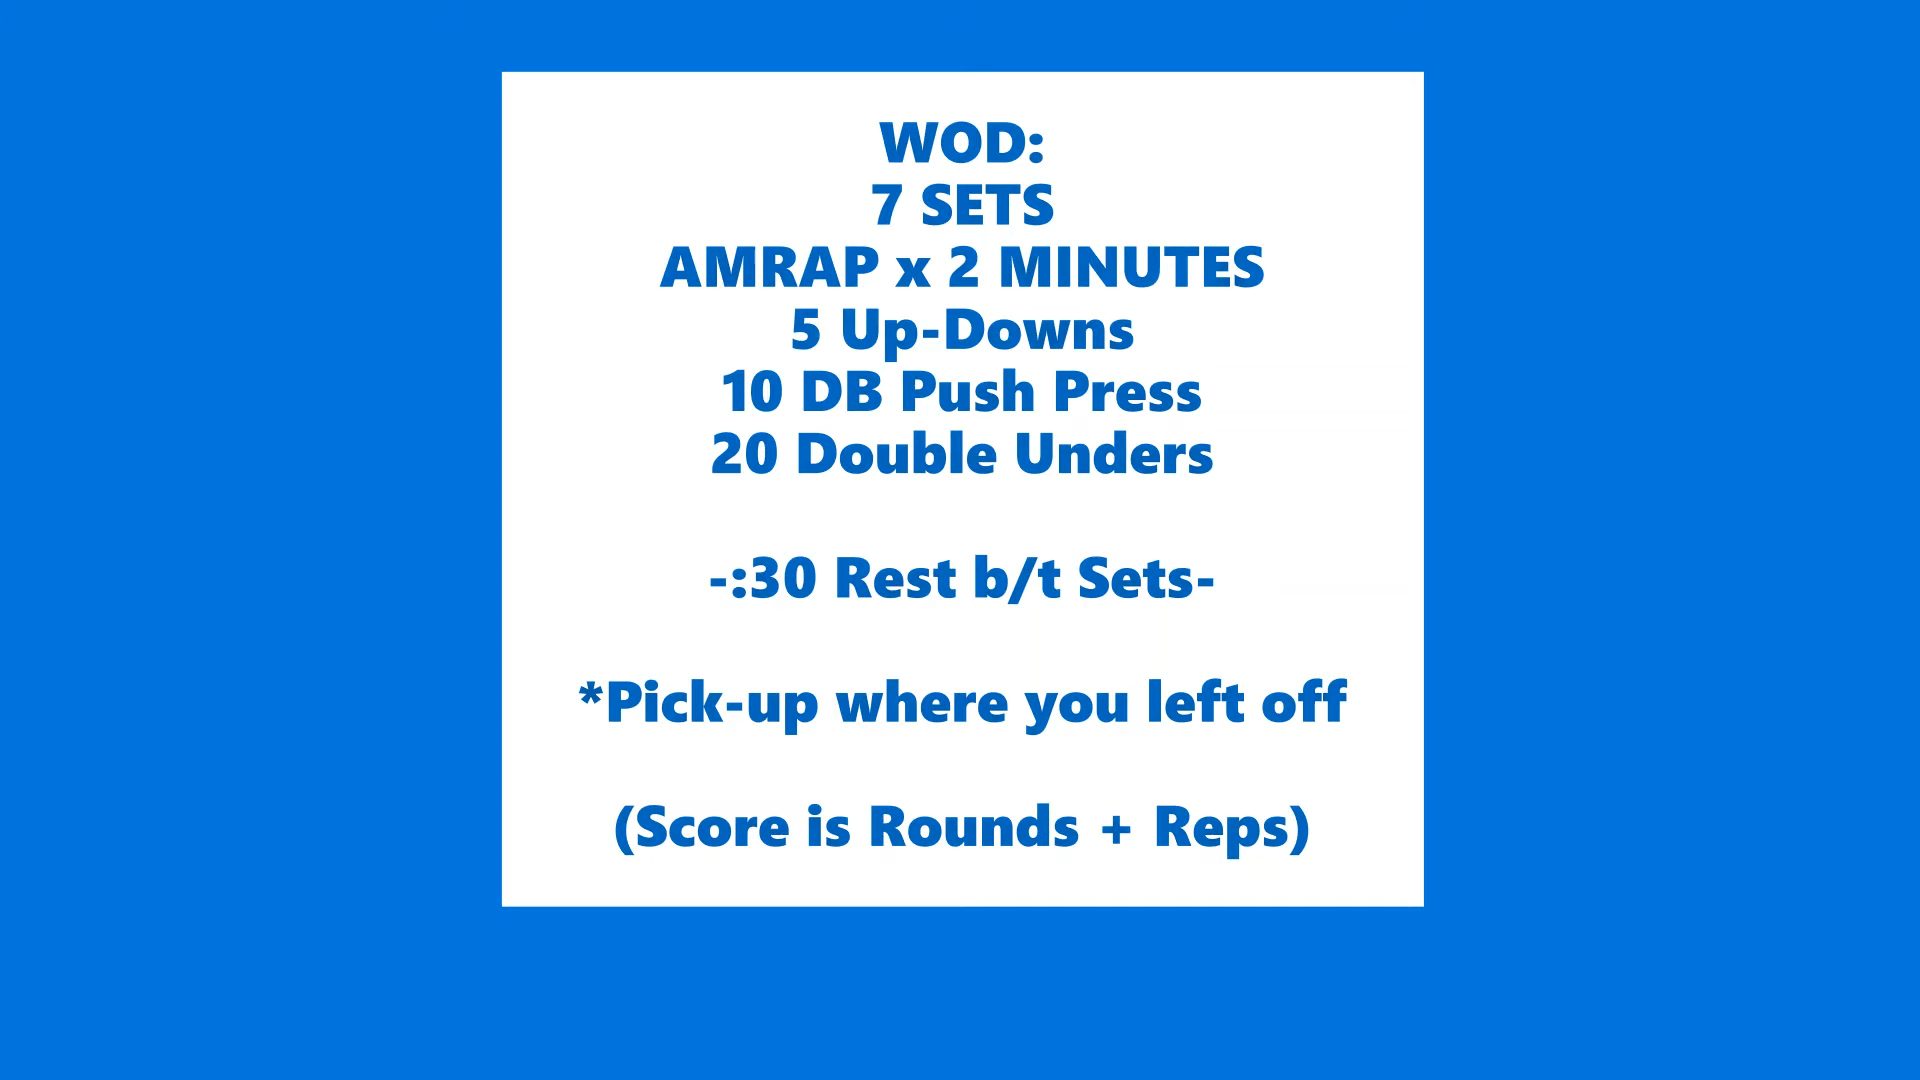 WOD:
7 SETS
AMRAP x 2 MINUTES
5 Up-Downs
10 DB Push Press
20 Double Unders
-:30 Rest b/t Sets-
*Pick-up where you left off
(Score is Rounds + Reps)